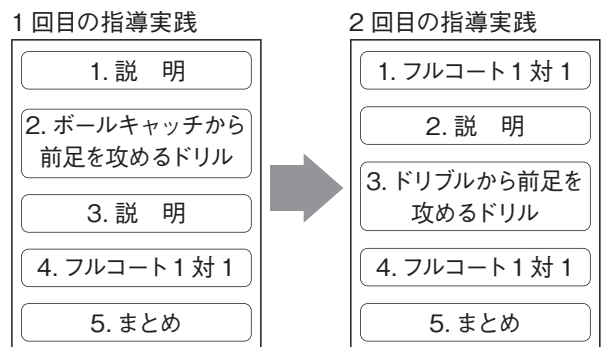 1回目の指導実践
1. 説　明
2. ボールキャッチから
前足を攻めるドリル
3. 説　明
4. フルコート1対1
5. まとめ
2回目の指導実践
1. フルコート1対1
2. 説　明
3. ドリブルから前足を
攻めるドリル
4. フルコート1対1
5. まとめ